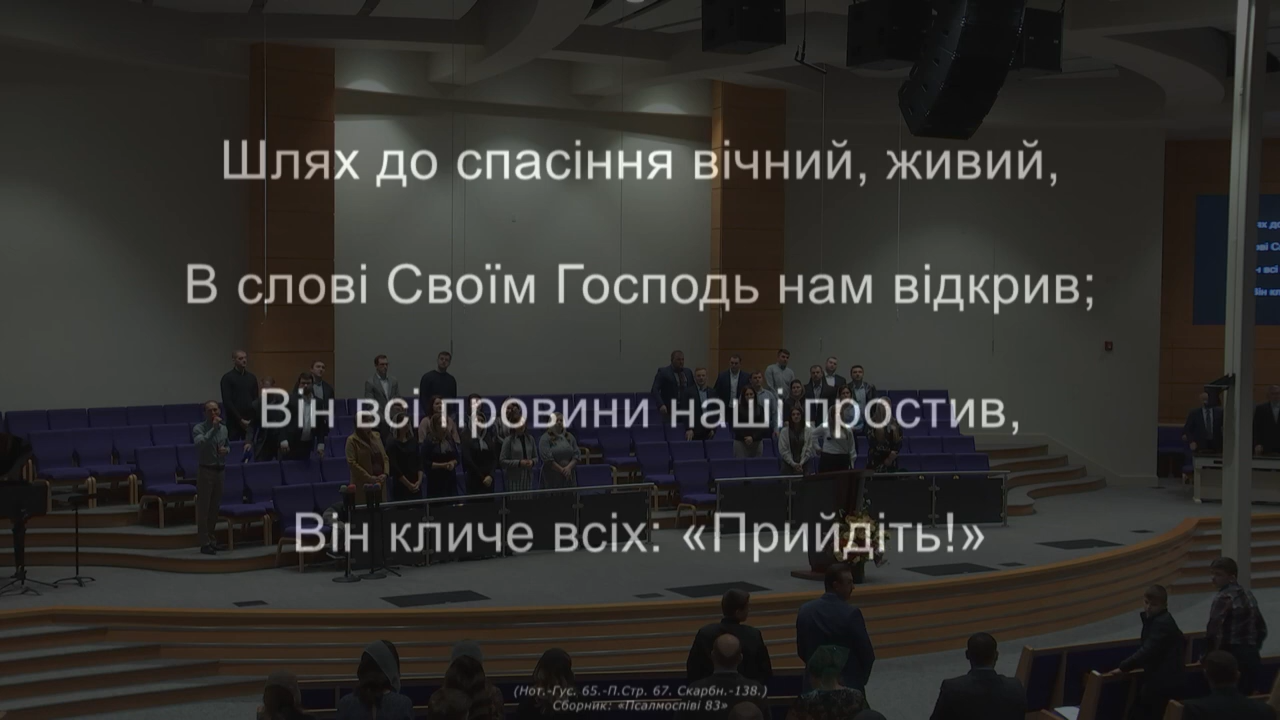 Шлях до спасіння вічний, живий,
В слові Своїм Господь нам відкрив;
Він всі провини наші простив,
Він кличе всіх: «Прийдіть!»
(Нот.-Гус. 65.-П.Стр. 67. Скарбн.-138.)
Сборник: «Псалмоспіві 83»